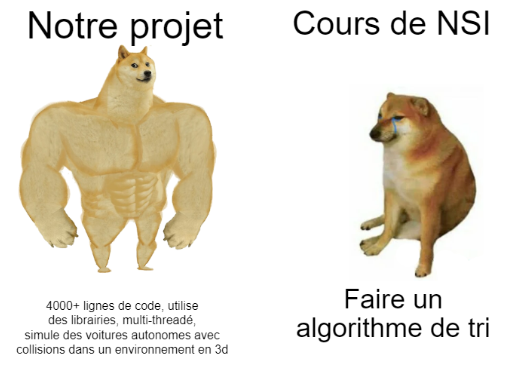 Notre projet
Cours de NSI
4000+ lignes de code, utilise
des librairies, multi-threadé,
simule des voitures autonomes avec
collisions dans un environnement en 3d
Faire un
algorithme de tri